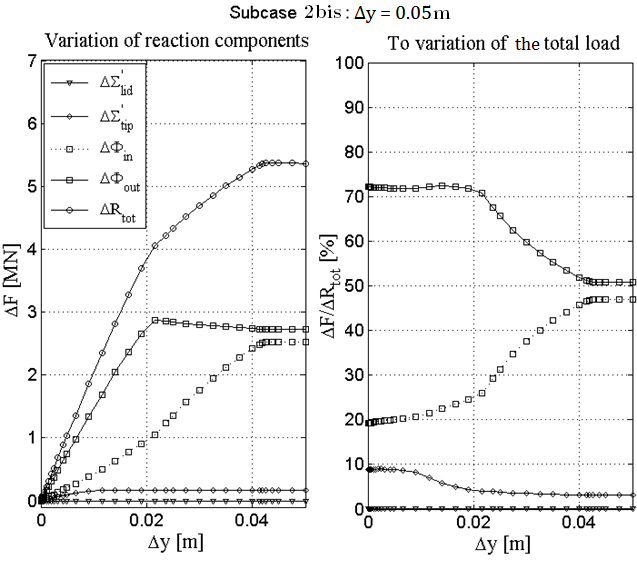 Subcase 2bis: Δy = 0.05m
Variation of reaction components
7
6
5
4
3
2
1
0
ΔF [MN]
ΔΣ'lid
ΔΣ'tip
ΔΦin
ΔΦout
ΔRtot
0
0.02
0.04
Δy [m]
To variation of the total load
100
90
80
70
60
50
40
30
20
10
0
ΔF/ΔRtot [%]
0
0.02
0.04
Δy [m]